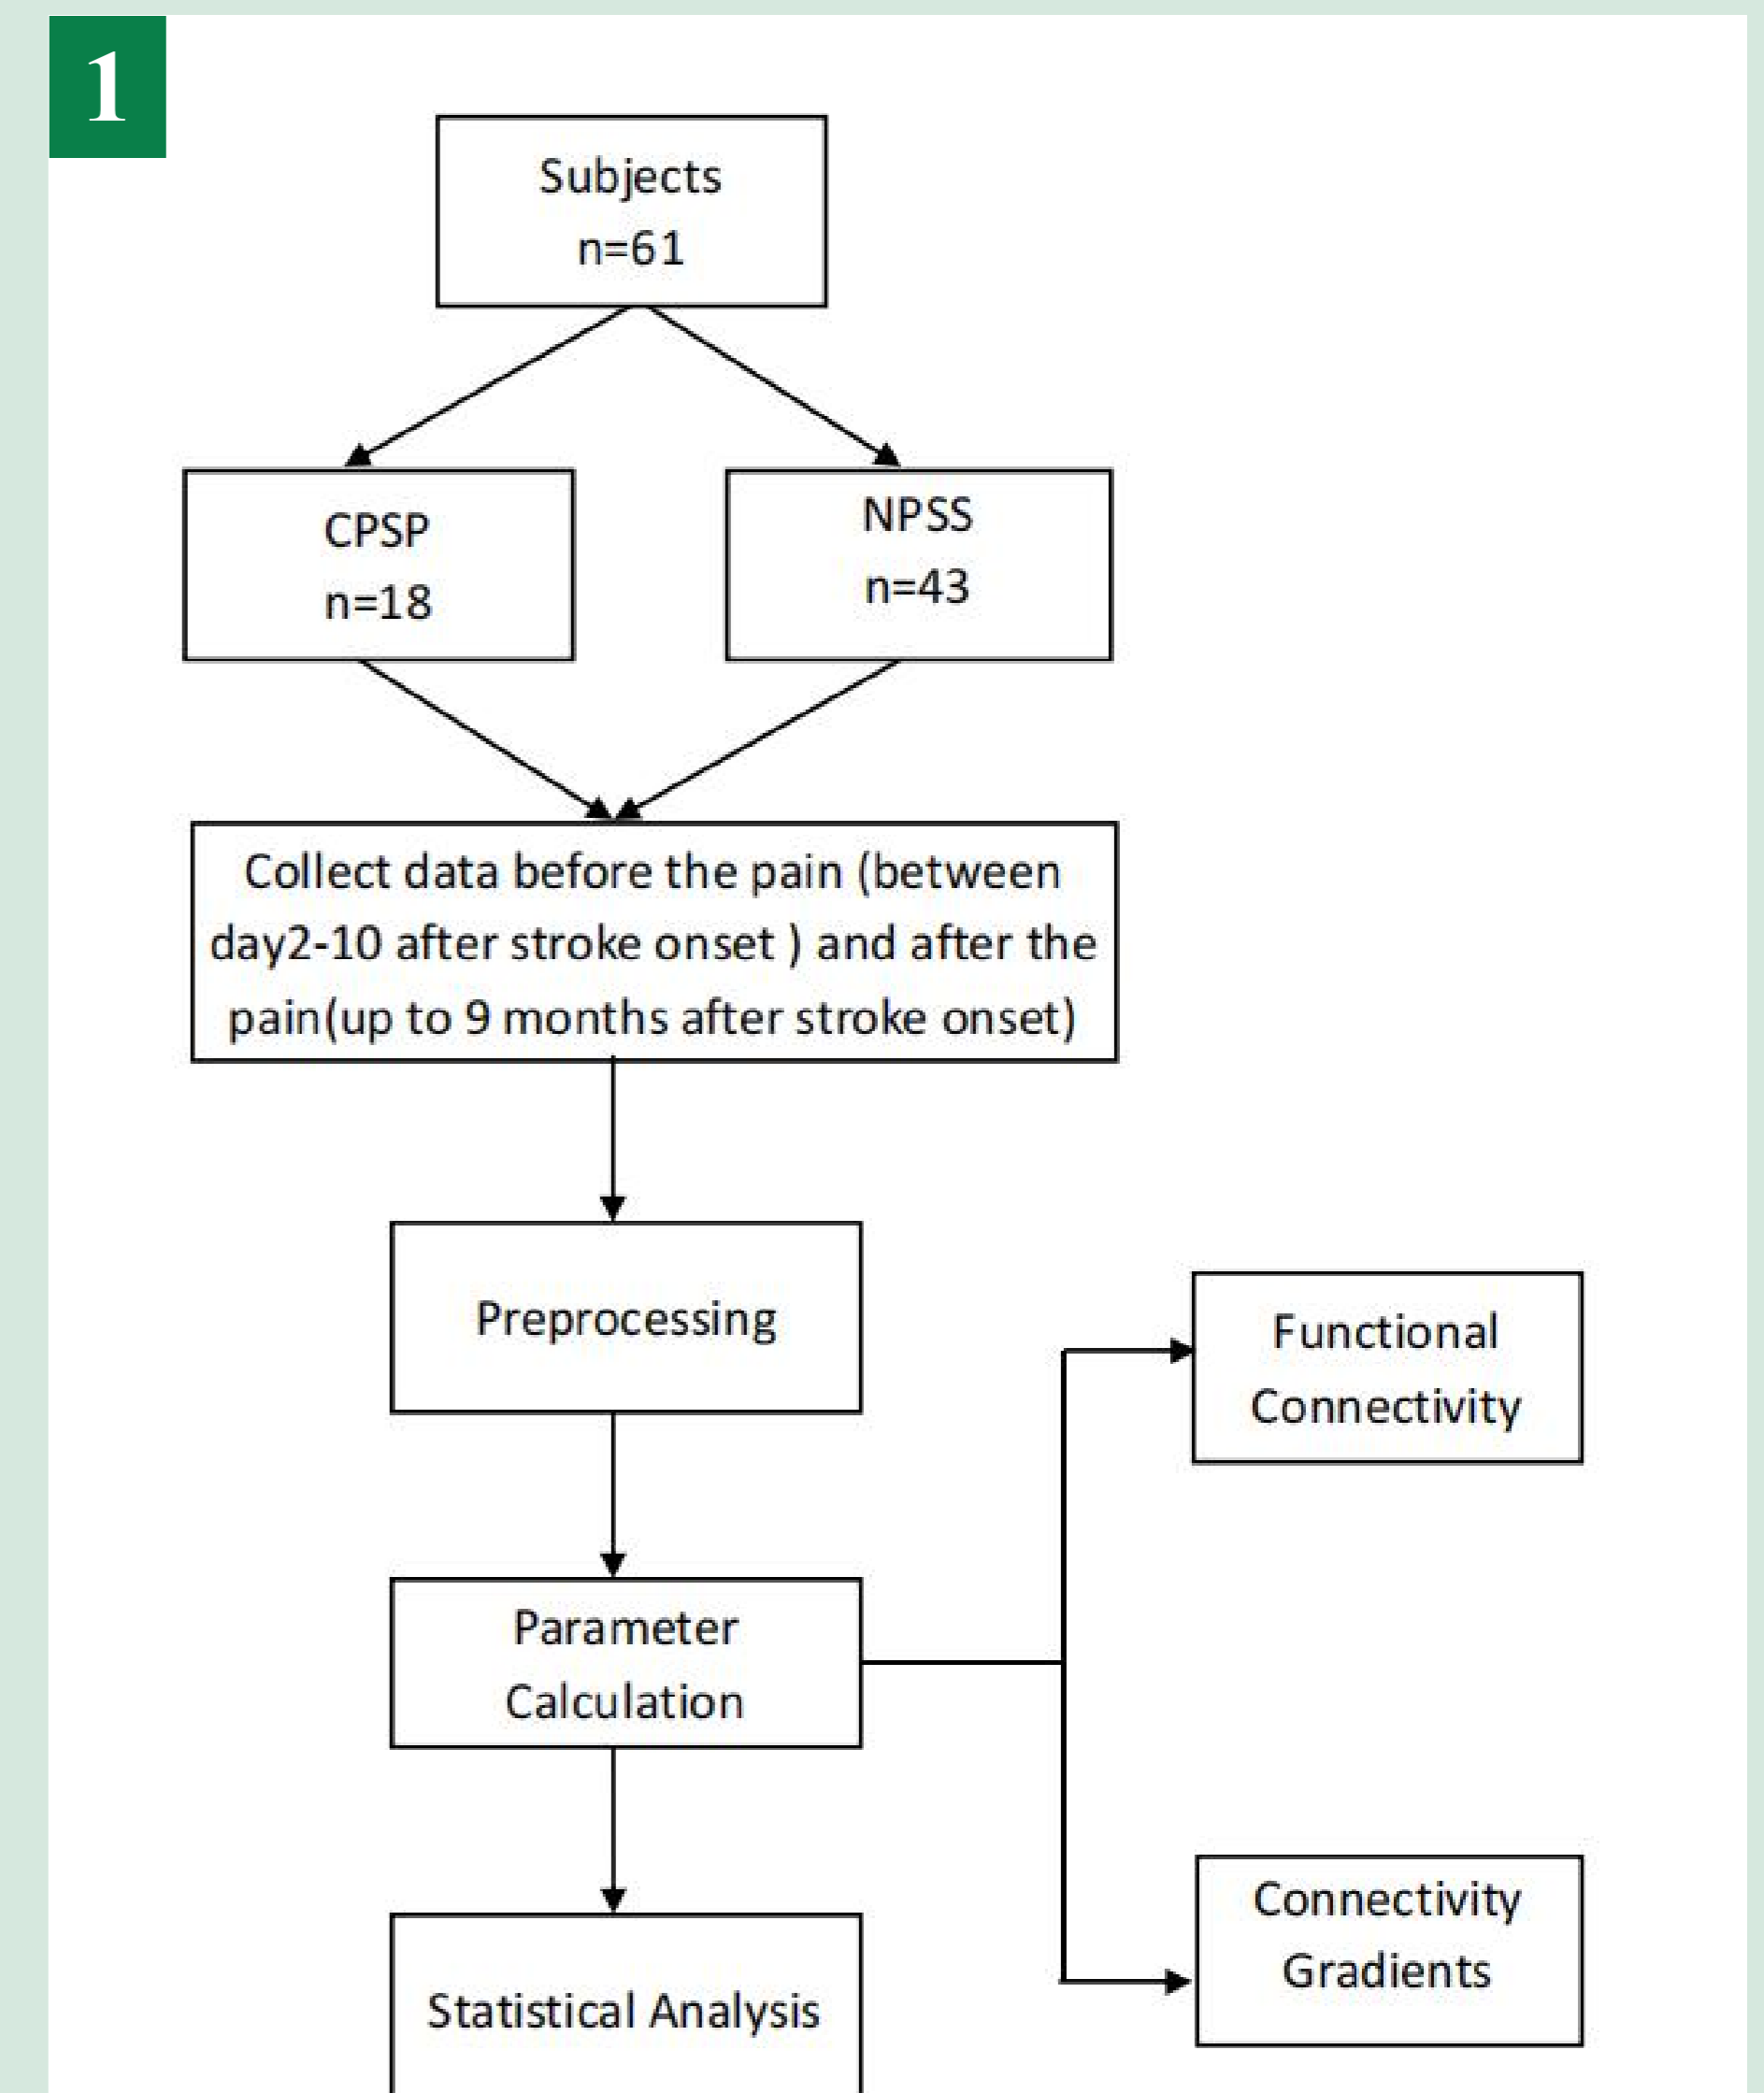 1
Subjects
n=61
CPSP
n=18
NPSS
n=43
Collect data before the pain (between
day2-10 after stroke onset ) and after the
pain(up to 9 months after stroke onset)
Preprocessing
Functional
Connectivity
Parameter
Calculation
Connectivity
Gradients
Statistical Analysis